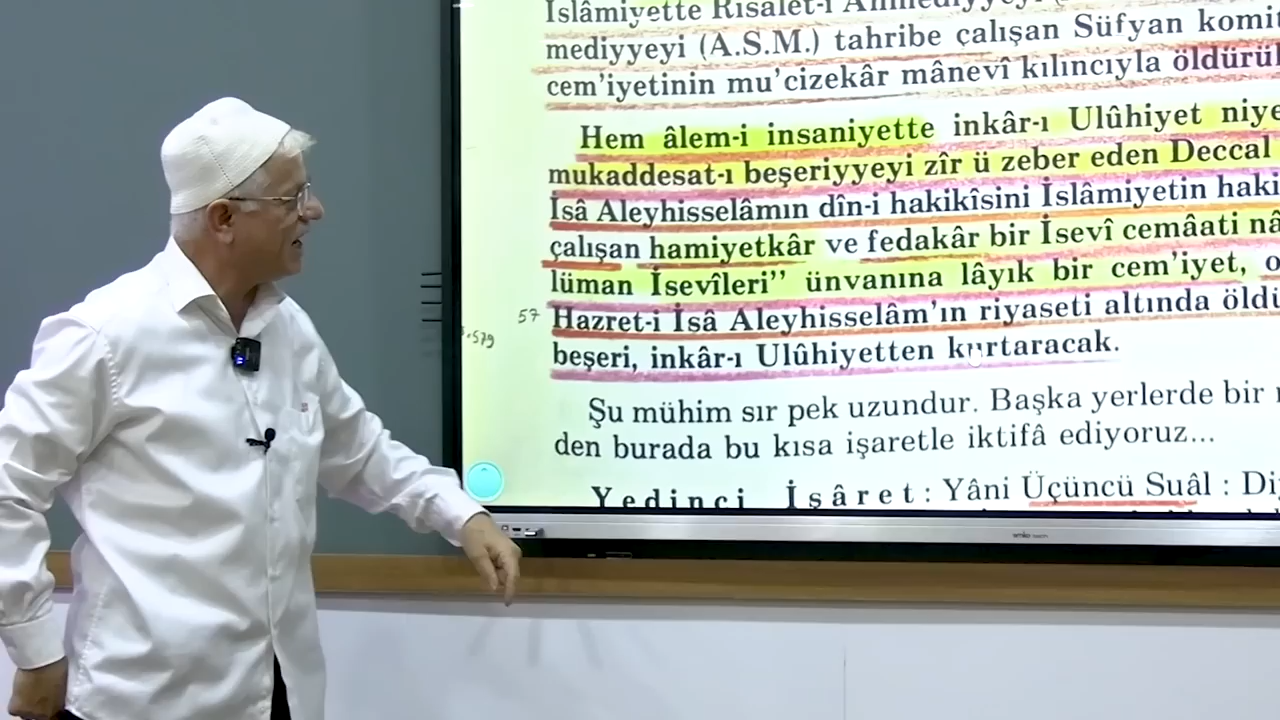 İslâmiyette Risalet-i Ahmediyyeyi
mediyyeyi (A.S.M.) tahribe çalışan Süfyan komi
cem'iyetinin mu'cizekâr mânevî kılıncıyla öldürül
Hem âlem-i insaniyette inkâr-ı Ulûhiyet niye
mukaddesat-ı beşeriyyeyi zîr ü zeber eden Deccal
İsâ Aleyhisselâmın dîn-i hakikîsini İslâmiyetin haki
çalışan hamiyetkâr ve fedakâr bir İsevî cemâati nâ
lüman İsevîleri" ünvanına lâyık bir cem'iyet, o
57 Hazret-i İsâ Aleyhisselâm'ın riyaseti altında öldü
579
beşeri, inkâr-ı Ulûhiyetten kurtaracak.
Şu mühim sır pek uzundur. Başka yerlerde bir
den burada bu kısa işaretle iktifâ ediyoruz...
Yedinci İşâret: Yâni Üçüncü Suâl : Di